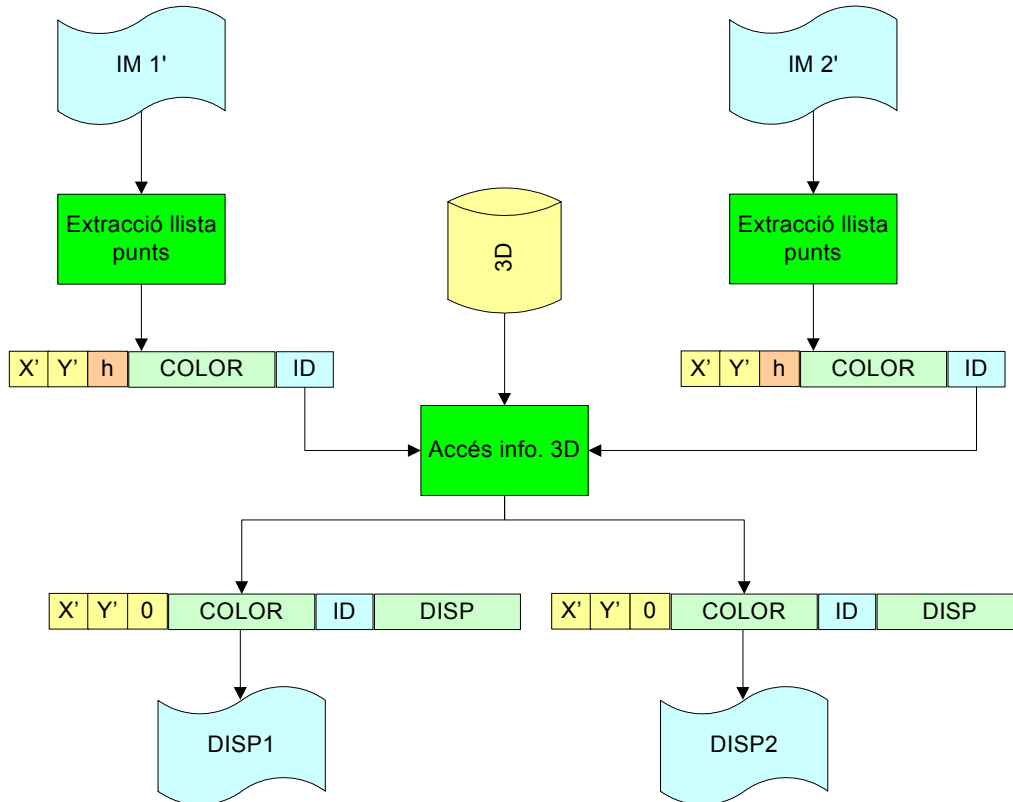 IM 1'
IM 2'
Extracció llista
punts
3D
Extracció llista
punts
X’ Y’ h COLOR ID
X’ Y’ h COLOR ID
Accés info. 3D
X’ Y’ 0 COLOR ID DISP
X’ Y’ 0 COLOR ID DISP
DISP1
DISP2